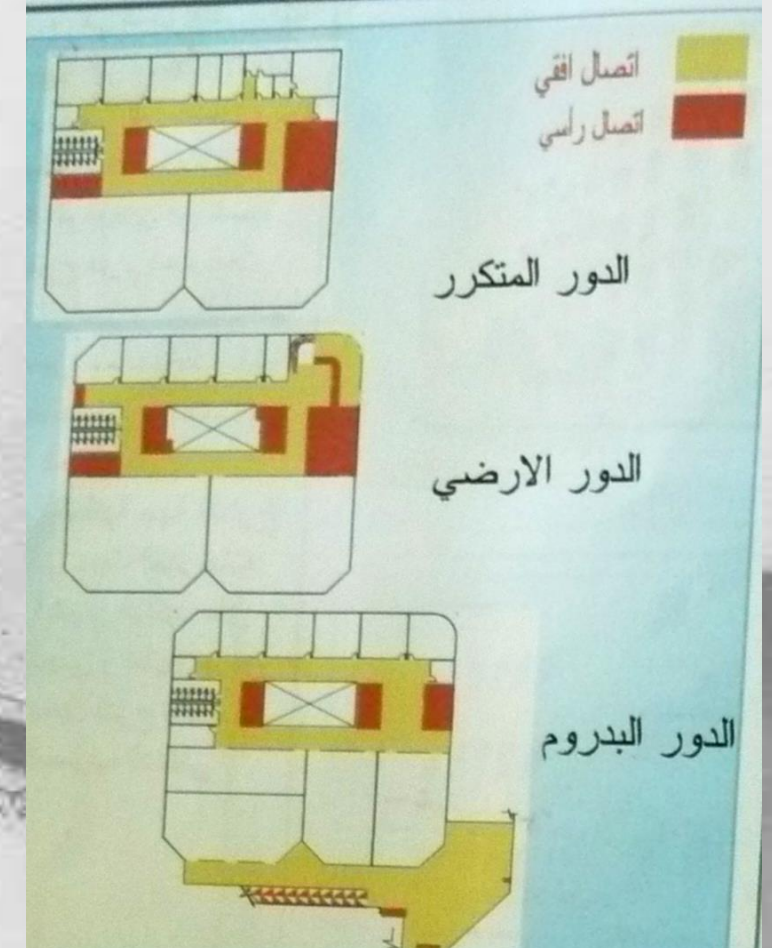 اتصال افقي
اتصال رأسي
الدور المتكرر
الدور الارضي
الدور البدروم